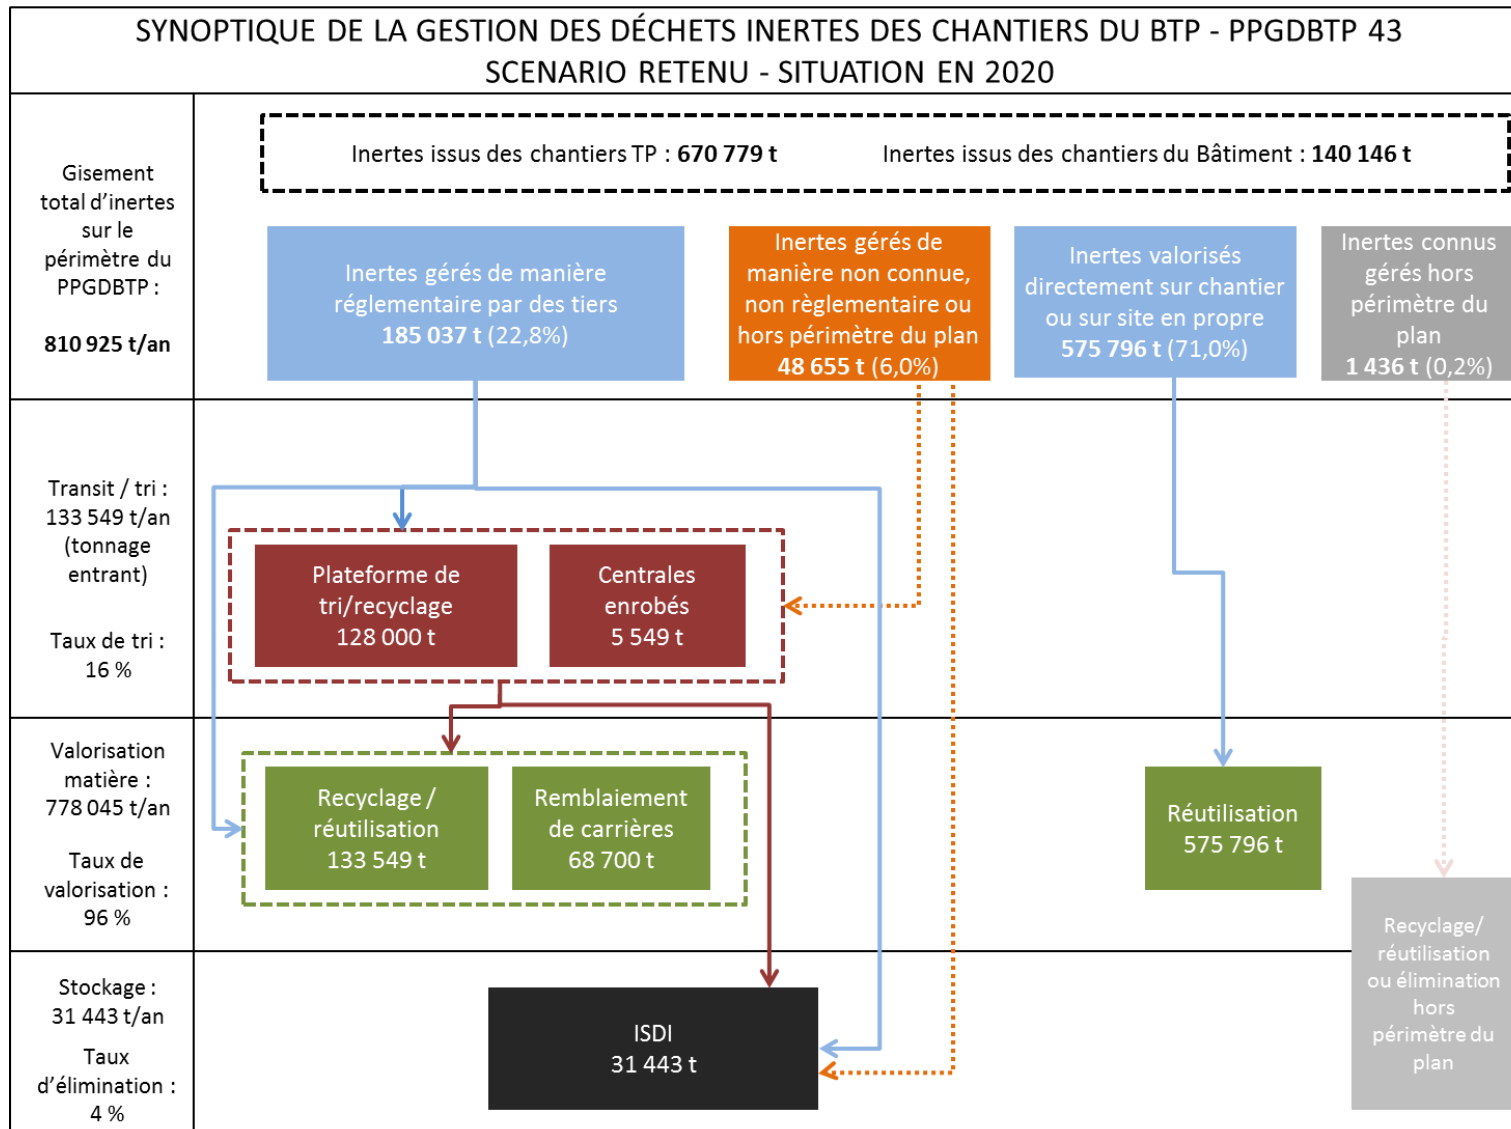 SYNOPTIQUE DE LA GESTION DES DÉCHETS INERTES DES CHANTIERS DU BTP - PPGDBTP 43
SCENARIO RETENU - SITUATION EN 2020
Gisement
total d’inertes
sur le
périmètre du
PPGDBTP :
810 925 t/an
Inertes issus des chantiers TP : 670 779 t
Inertes issus des chantiers du Bâtiment : 140 146 t
Inertes gérés de manière
réglementaire par des tiers
185 037 t (22,8%)
Inertes gérés de
manière non connue,
non règlementaire ou
hors périmètre du plan
48 655 t (6,0%)
Inertes valorisés
directement sur chantier
ou sur site en propre
575 796 t (71,0%)
Inertes connus
gérés hors
périmètre du
plan
1 436 t (0,2%)
Transit / tri :
133 549 t/an
(tonnage
entrant)
Taux de tri :
16 %
Plateforme de
tri/recyclage
128 000 t
Centrales
enrobés
5 549 t
Valorisation
matière :
778 045 t/an
Taux de
valorisation :
96 %
Recyclage /
réutilisation
133 549 t
Remblaiement
de carrières
68 700 t
Réutilisation
575 796 t
Recyclage/
réutilisation
ou élimination
hors
périmètre du
plan
Stockage :
31 443 t/an
Taux
d’élimination :
4 %
ISDI
31 443 t